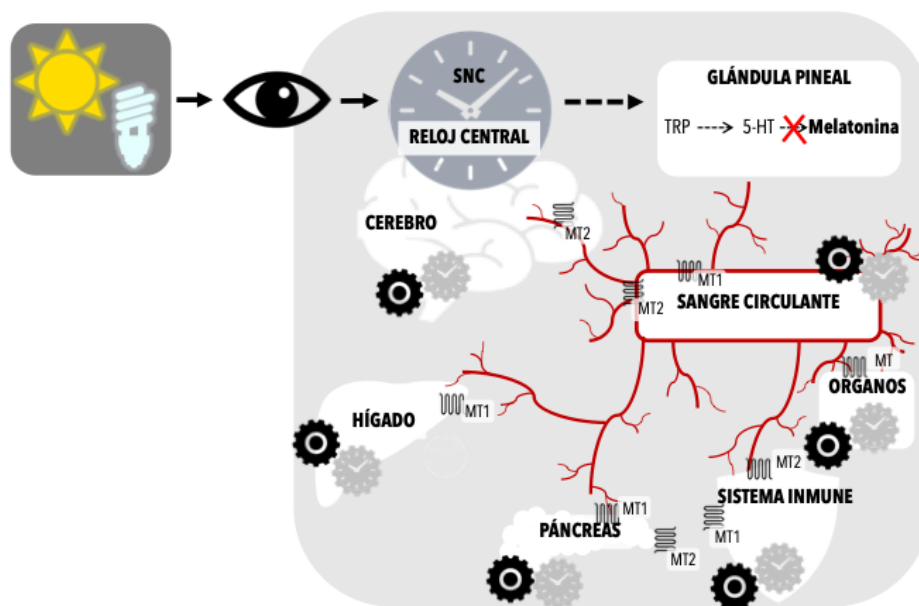 SNC
RELOJ CENTRAL
GLÁNDULA PINEAL
TRP 5-HT Melatonina
CEREBRO
MT2
MT1
MT2
SANGRE CIRCULANTE
MT
ORGANOS
HÍGADO
MT1
MT2
SISTEMA INMUNE
MT1
PÁNCREAS
MT1
MT2